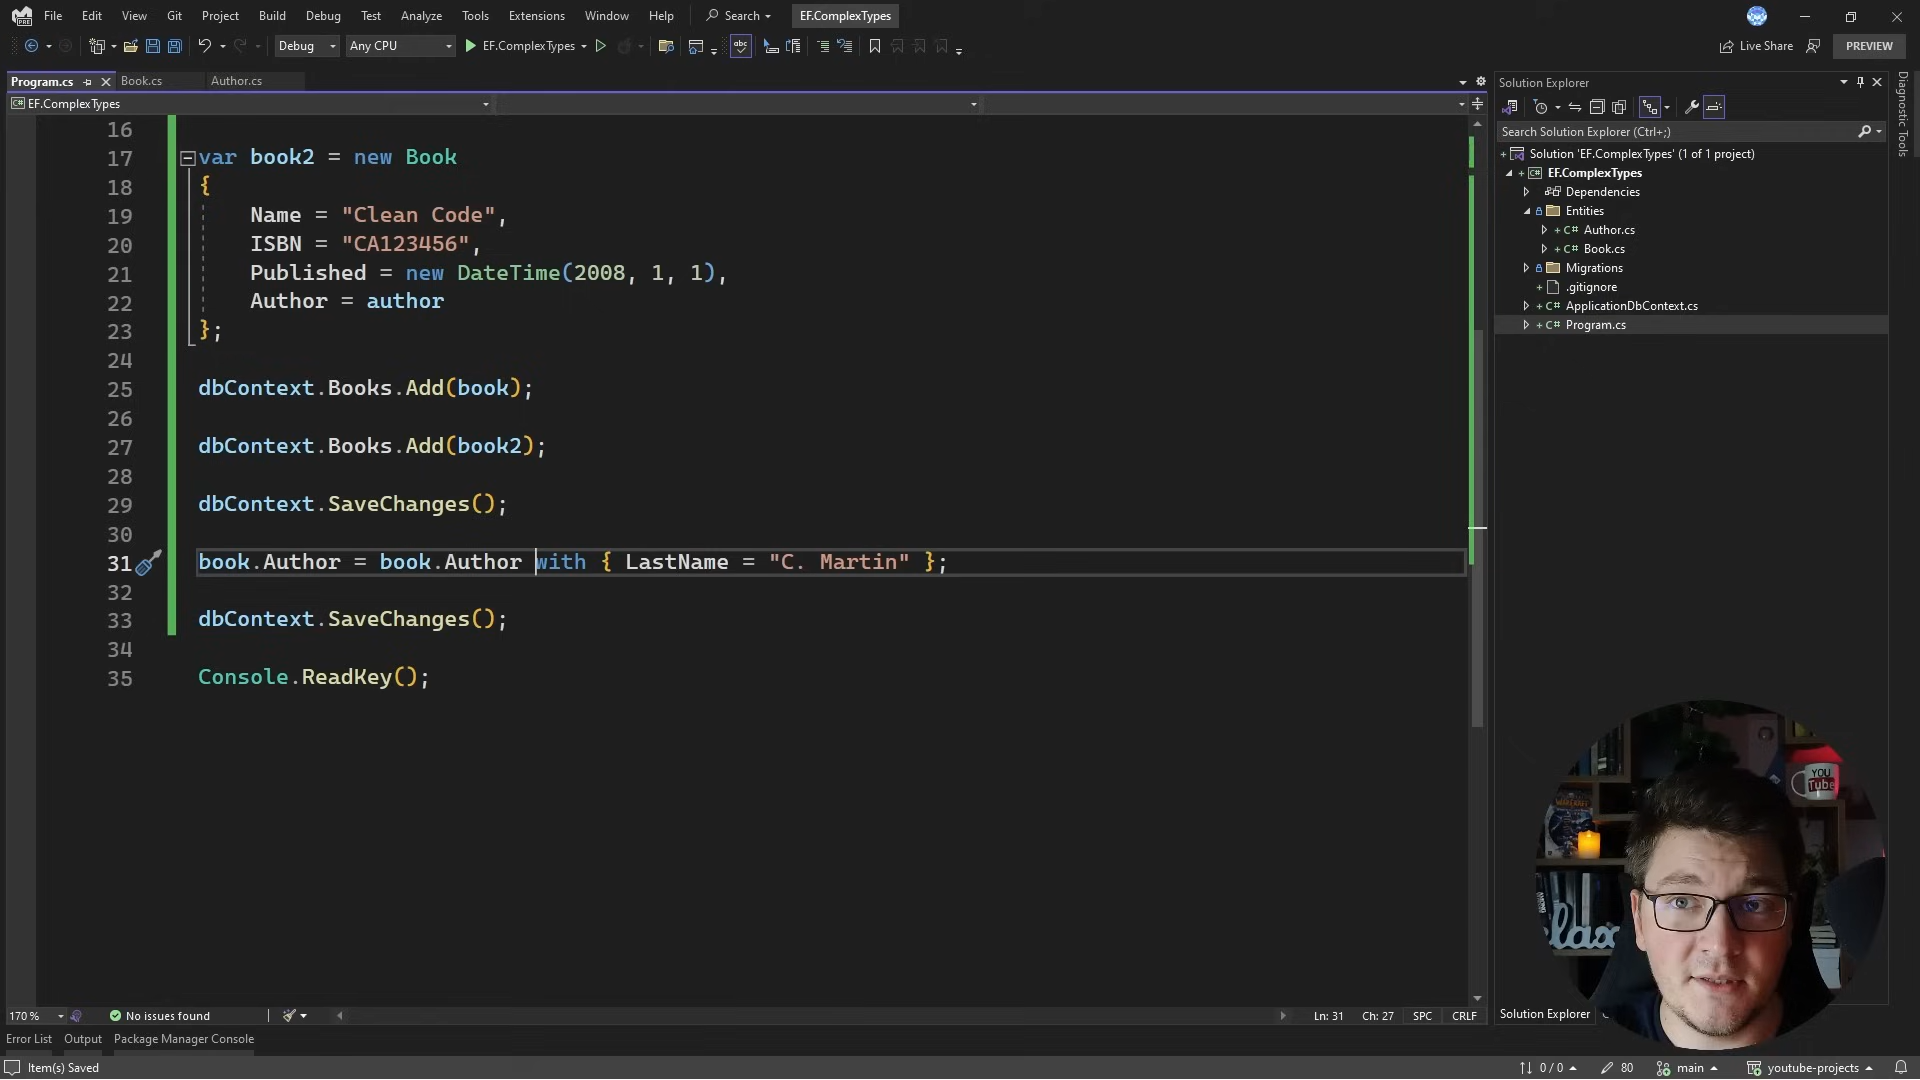 File Edit View Git Project Build Debug Test Analyze Tools Extensions Window Help Search EF.ComplexTypes
Debug Any CPU EF.ComplexTypes Live Share PREVIEW
Program.cs Book.cs Author.cs
EF.ComplexTypes
16
17 var book2 = new Book
18 {
19 Name = "Clean Code",
20 ISBN = "CA123456",
21 Published = new DateTime(2008, 1, 1),
22 Author = author
23 };
24
25 dbContext.Books.Add(book);
26
27 dbContext.Books.Add(book2);
28
29 dbContext.SaveChanges();
30
31 book.Author = book.Author with { LastName = "C. Martin" };
32
33 dbContext.SaveChanges();
34
35 Console.ReadKey();
Solution Explorer
Search Solution Explorer (Ctrl+;)
Solution 'EF.ComplexTypes' (1 of 1 project)
EF.ComplexTypes
Dependencies
Entities
Author.cs
Book.cs
Migrations
.gitignore
ApplicationDbContext.cs
Program.cs
Diagnostic Tools
YOU
Tube
elax
170 % No issues found Ln: 31 Ch: 27 SPC CRLF
Solution Explorer
Error List Output Package Manager Console
Item(s) Saved 0 / 0 80 main youtube-projects